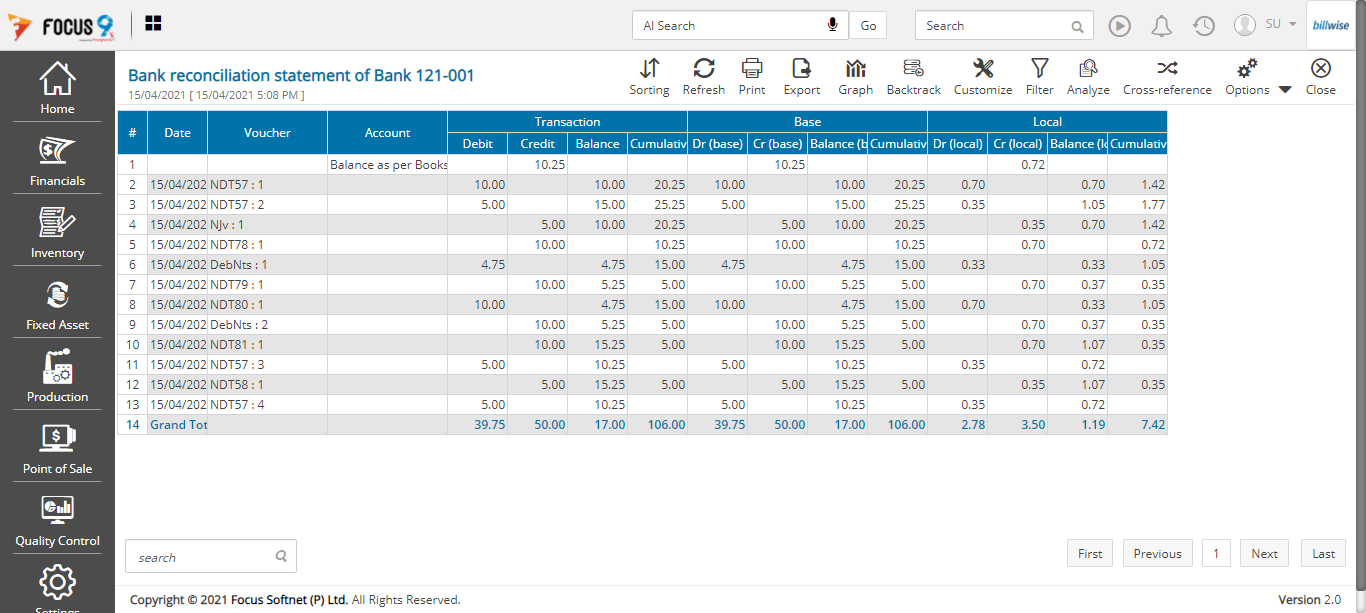 FOCUS 9
AI Search Go Search SU billwise
Bank reconciliation statement of Bank 121-001
15/04/2021 [ 15/04/2021 5:08 PM ]
Sorting Refresh Print Export Graph Backtrack Customize Filter Analyze Cross-reference Options Close
Home
Financials
Inventory
Fixed Asset
Production
Point of Sale
Quality Control
Settings
# Date Voucher Account Transaction Base Local
Debit Credit Balance Cumulativ Dr (base) Cr (base) Balance (b Cumulativ Dr (local) Cr (local) Balance (lo Cumulativ
1 Balance as per Books 10.25 10.25 0.72
2 15/04/202 NDT57 : 1 10.00 10.00 20.25 10.00 10.00 20.25 0.70 0.70 1.42
3 15/04/202 NDT57 : 2 5.00 15.00 25.25 5.00 15.00 25.25 0.35 1.05 1.77
4 15/04/202 NJv : 1 5.00 10.00 20.25 5.00 10.00 20.25 0.35 0.70 1.42
5 15/04/202 NDT78 : 1 10.00 10.25 10.00 10.25 0.70 0.72
6 15/04/202 DebNts : 1 4.75 4.75 15.00 4.75 4.75 15.00 0.33 0.33 1.05
7 15/04/202 NDT79 : 1 10.00 5.25 5.00 10.00 5.25 5.00 0.70 0.37 0.35
8 15/04/202 NDT80 : 1 10.00 4.75 15.00 10.00 4.75 15.00 0.70 0.33 1.05
9 15/04/202 DebNts : 2 10.00 5.25 5.00 10.00 5.25 5.00 0.70 0.37 0.35
10 15/04/202 NDT81 : 1 10.00 15.25 5.00 10.00 15.25 5.00 0.70 1.07 0.35
11 15/04/202 NDT57 : 3 5.00 10.25 5.00 10.25 0.35 0.72
12 15/04/202 NDT58 : 1 5.00 15.25 5.00 5.00 15.25 5.00 0.35 1.07 0.35
13 15/04/202 NDT57 : 4 5.00 10.25 5.00 10.25 0.35 0.72
14 Grand Tot 39.75 50.00 17.00 106.00 39.75 50.00 17.00 106.00 2.78 3.50 1.19 7.42
search First Previous 1 Next Last
Copyright © 2021 Focus Softnet (P) Ltd. All Rights Reserved. Version 2.0